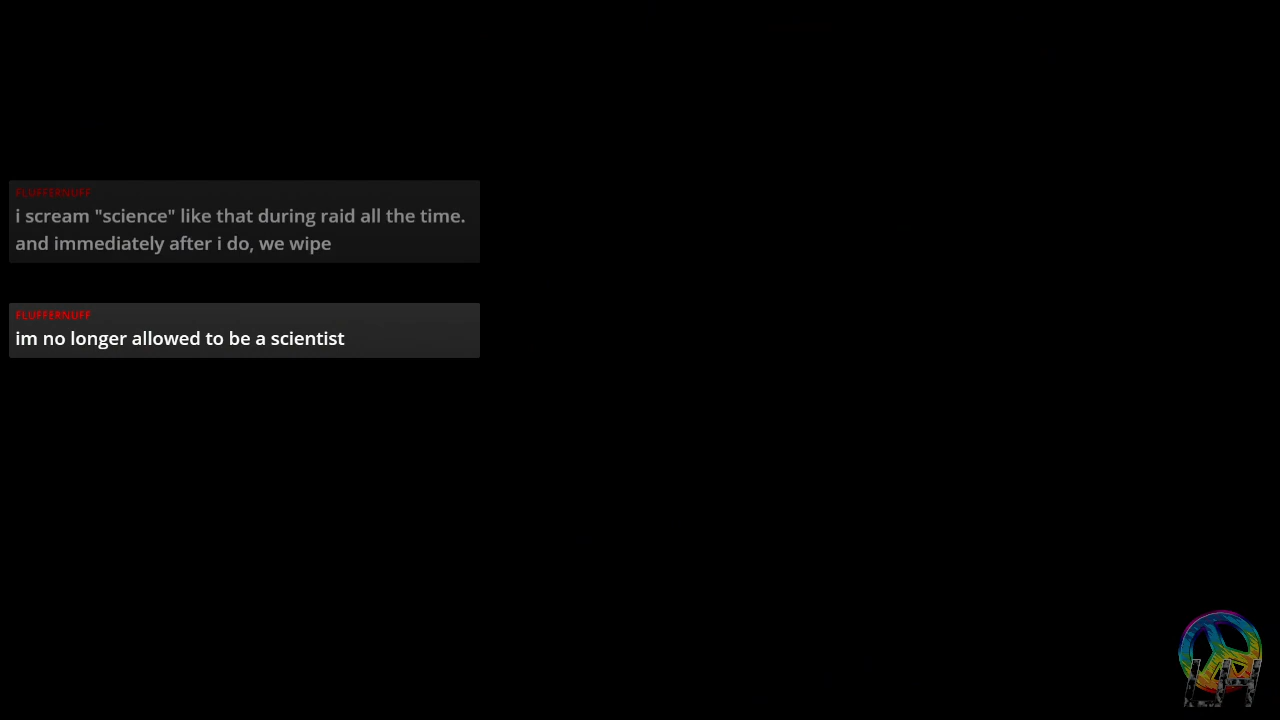 FLUFFERNUFF
i scream "science" like that during raid all the time.
and immediately after i do, we wipe
FLUFFERNUFF
im no longer allowed to be a scientist
LH